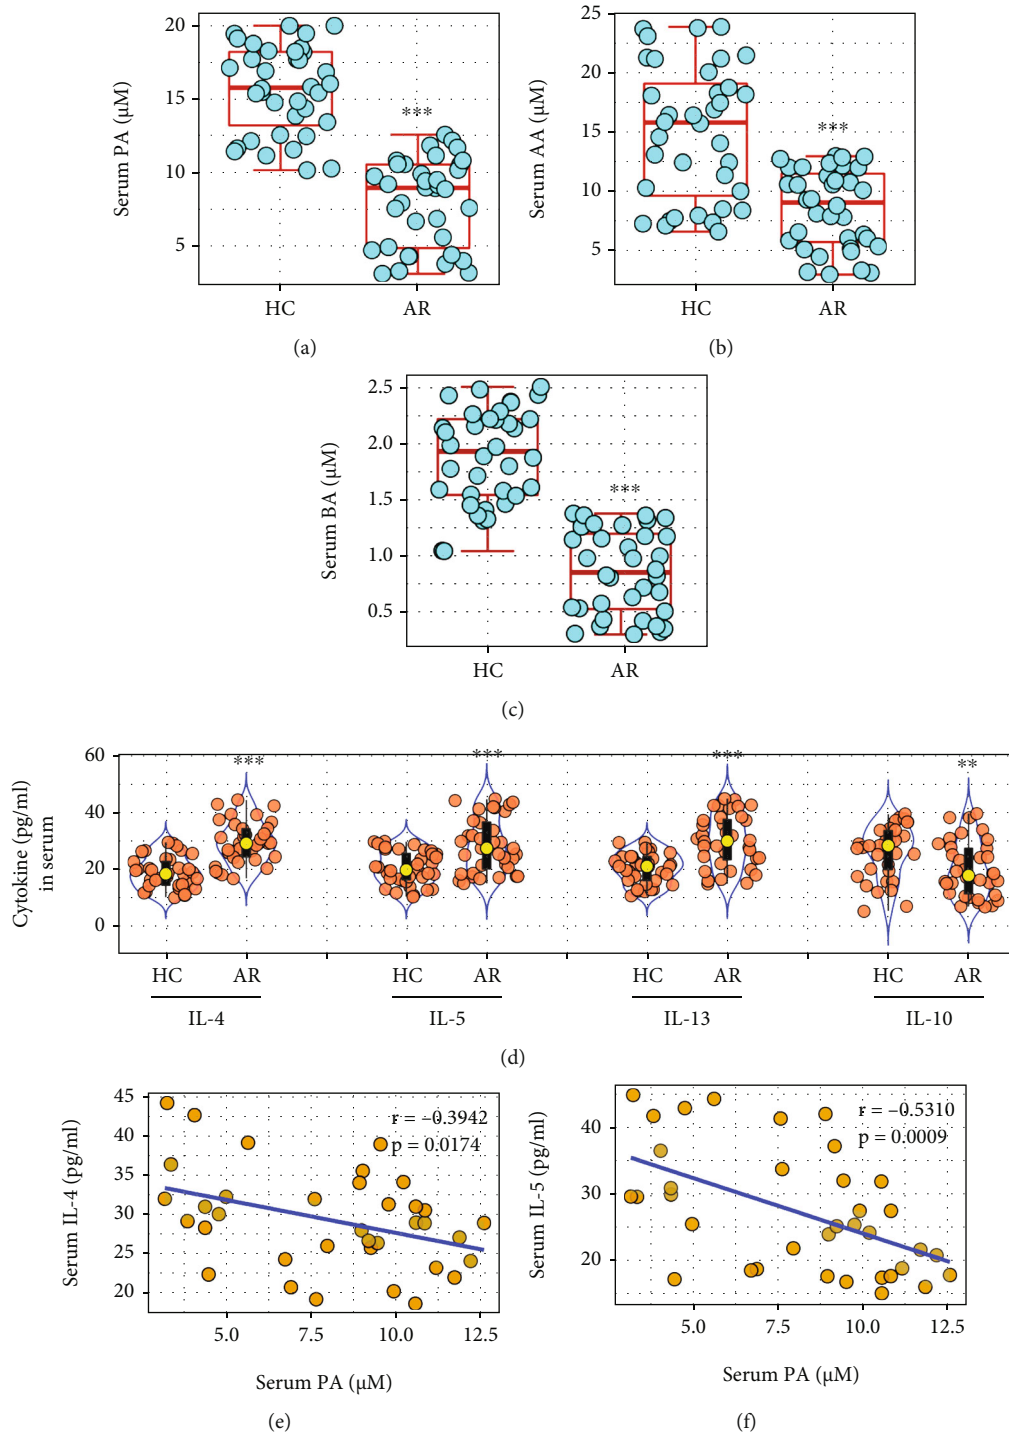 Serum PA (μM)
20
15
10
5
***
HC
AR
(a)
Serum AA (μM)
25
20
15
10
5
***
HC
AR
(b)
Serum BA (μM)
2.5
2.0
1.5
1.0
0.5
***
HC
AR
(c)
Cytokine (pg/ml)
in serum
60
40
20
0
***
***
***
**
HC AR HC AR HC AR HC AR
IL-4 IL-5 IL-13 IL-10
(d)
Serum IL-4 (pg/ml)
45
40
35
30
25
20
r = −0.3942
p = 0.0174
5.0 7.5 10.0 12.5
Serum PA (μM)
(e)
Serum IL-5 (pg/ml)
40
30
20
r = −0.5310
p = 0.0009
5.0 7.5 10.0 12.5
Serum PA (μM)
(f)